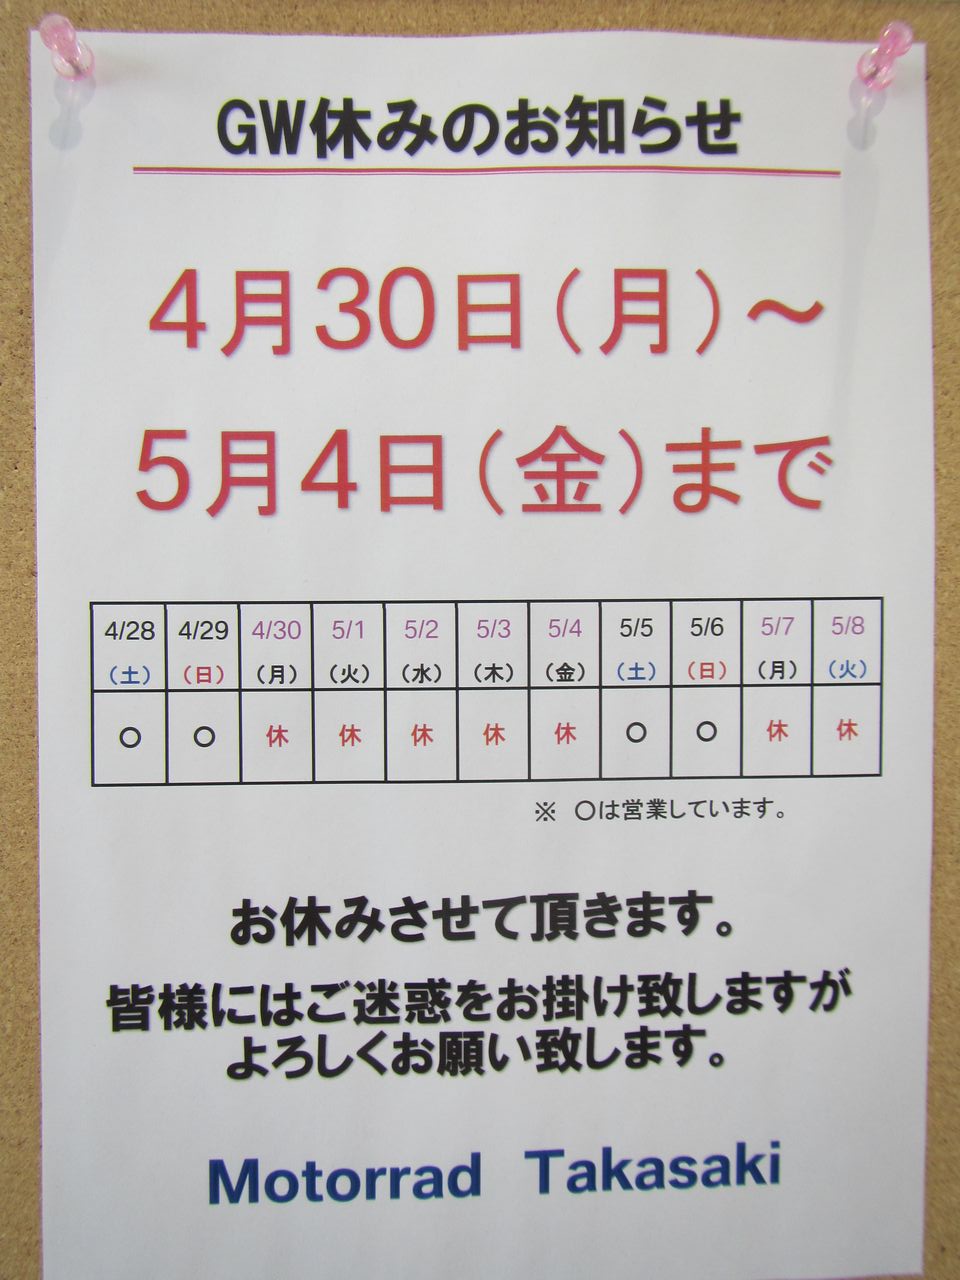 GW休みのお知らせ
4月30日（月）～
5月4日（金）まで
4/28 4/29 4/30 5/1 5/2 5/3 5/4 5/5 5/6 5/7 5/8
（土） （日） （月） （火） （水） （木） （金） （土） （日） （月） （火）
○ ○ 休 休 休 休 休 ○ ○ 休 休
※ ○は営業しています。
お休みさせて頂きます。
皆様にはご迷惑をお掛け致しますが
よろしくお願い致します。
Motorrad Takasaki